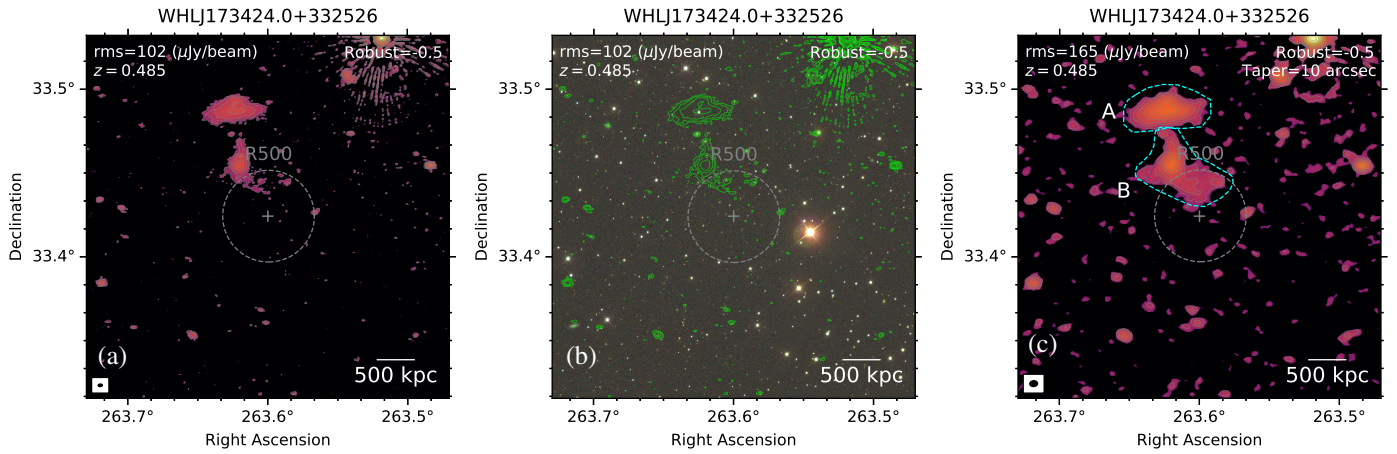 WHLJ173424.0+332526
rms=102 (μJy/beam) Robust=-0.5
z = 0.485
33.5°
R500
33.4°
Declination
(a)
500 kpc
263.7° 263.6° 263.5°
Right Ascension
WHLJ173424.0+332526
rms=102 (μJy/beam) Robust=-0.5
z = 0.485
33.5°
R500
33.4°
Declination
(b)
500 kpc
263.7° 263.6° 263.5°
Right Ascension
WHLJ173424.0+332526
rms=165 (μJy/beam) Robust=-0.5
z = 0.485 Taper=10 arcsec
33.5°
A
R500
B
33.4°
Declination
(c)
500 kpc
263.7° 263.6° 263.5°
Right Ascension